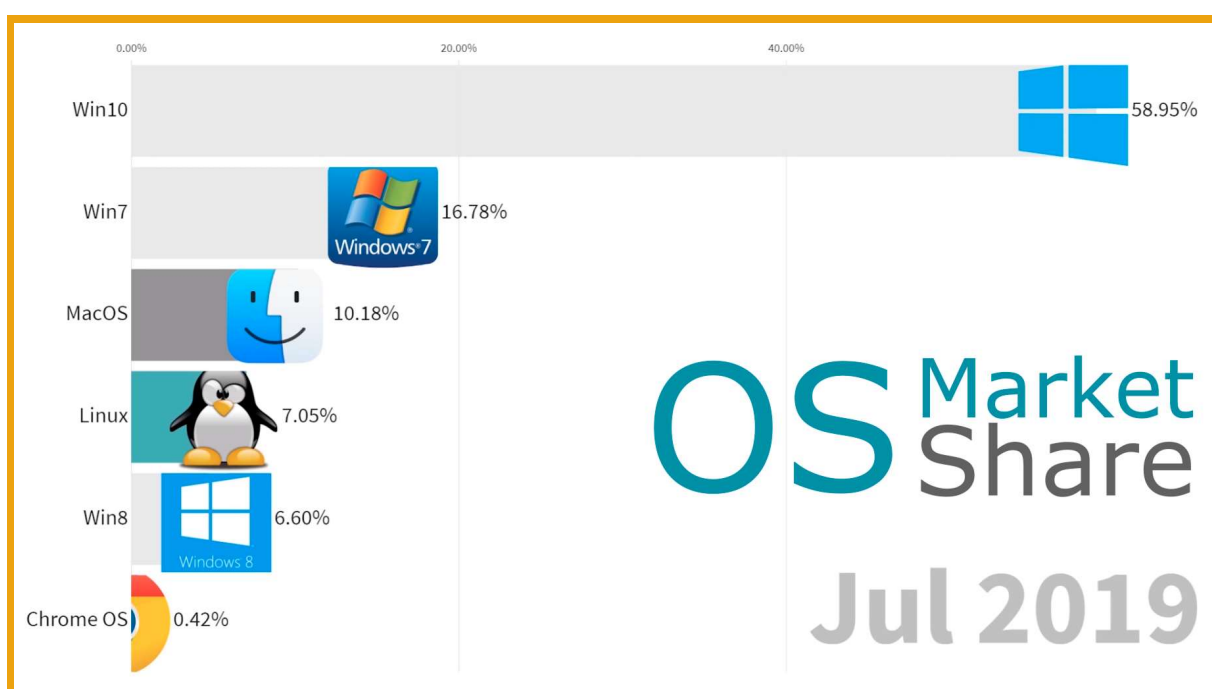 0.00% 20.00% 40.00%
Win10 58.95%
Win7 Windows 7 16.78%
MacOS 10.18%
Linux 7.05%
Win8 Windows 8 6.60%
Chrome OS 0.42%
OS Market Share
Jul 2019